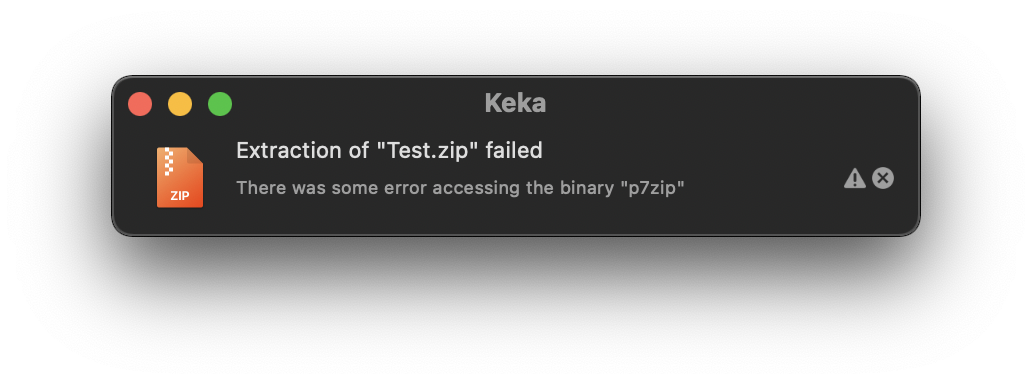 Keka
Extraction of "Test.zip" failed
There was some error accessing the binary "p7zip"
ZIP